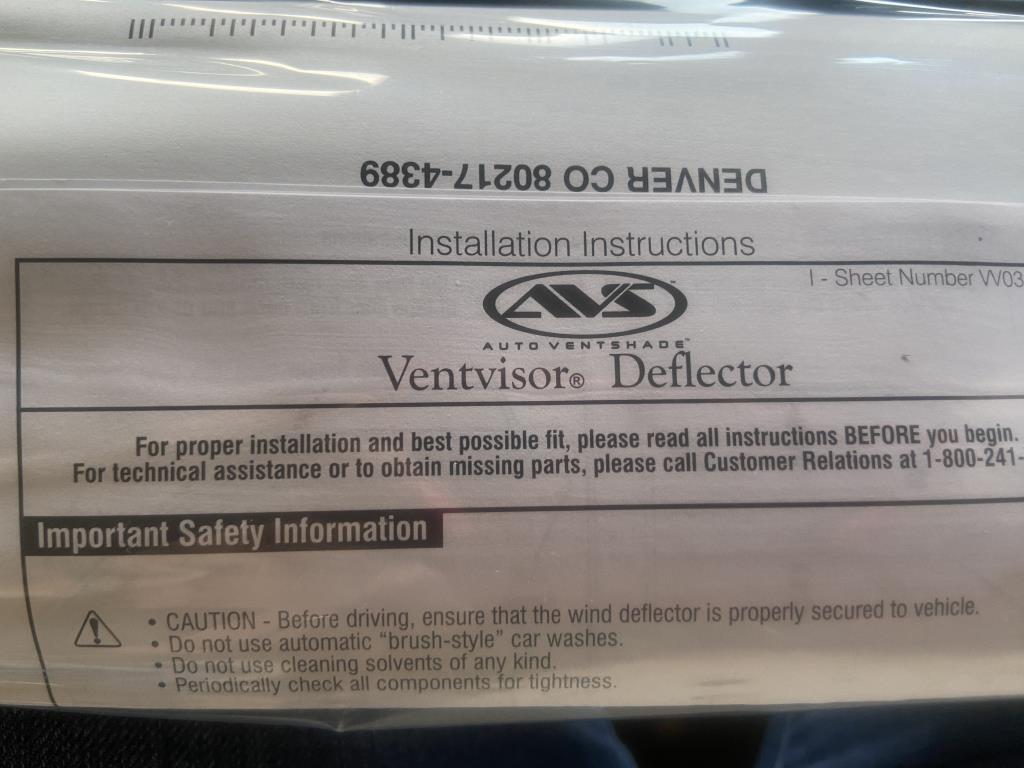 DENVER CO 80217-4389
Installation Instructions
I - Sheet Number W03
AVS
AUTO VENTSHADE™
Ventvisor® Deflector
For proper installation and best possible fit, please read all instructions BEFORE you begin.
For technical assistance or to obtain missing parts, please call Customer Relations at 1-800-241-
Important Safety Information
• CAUTION - Before driving, ensure that the wind deflector is properly secured to vehicle.
• Do not use automatic “brush-style” car washes.
• Do not use cleaning solvents of any kind.
• Periodically check all components for tightness.